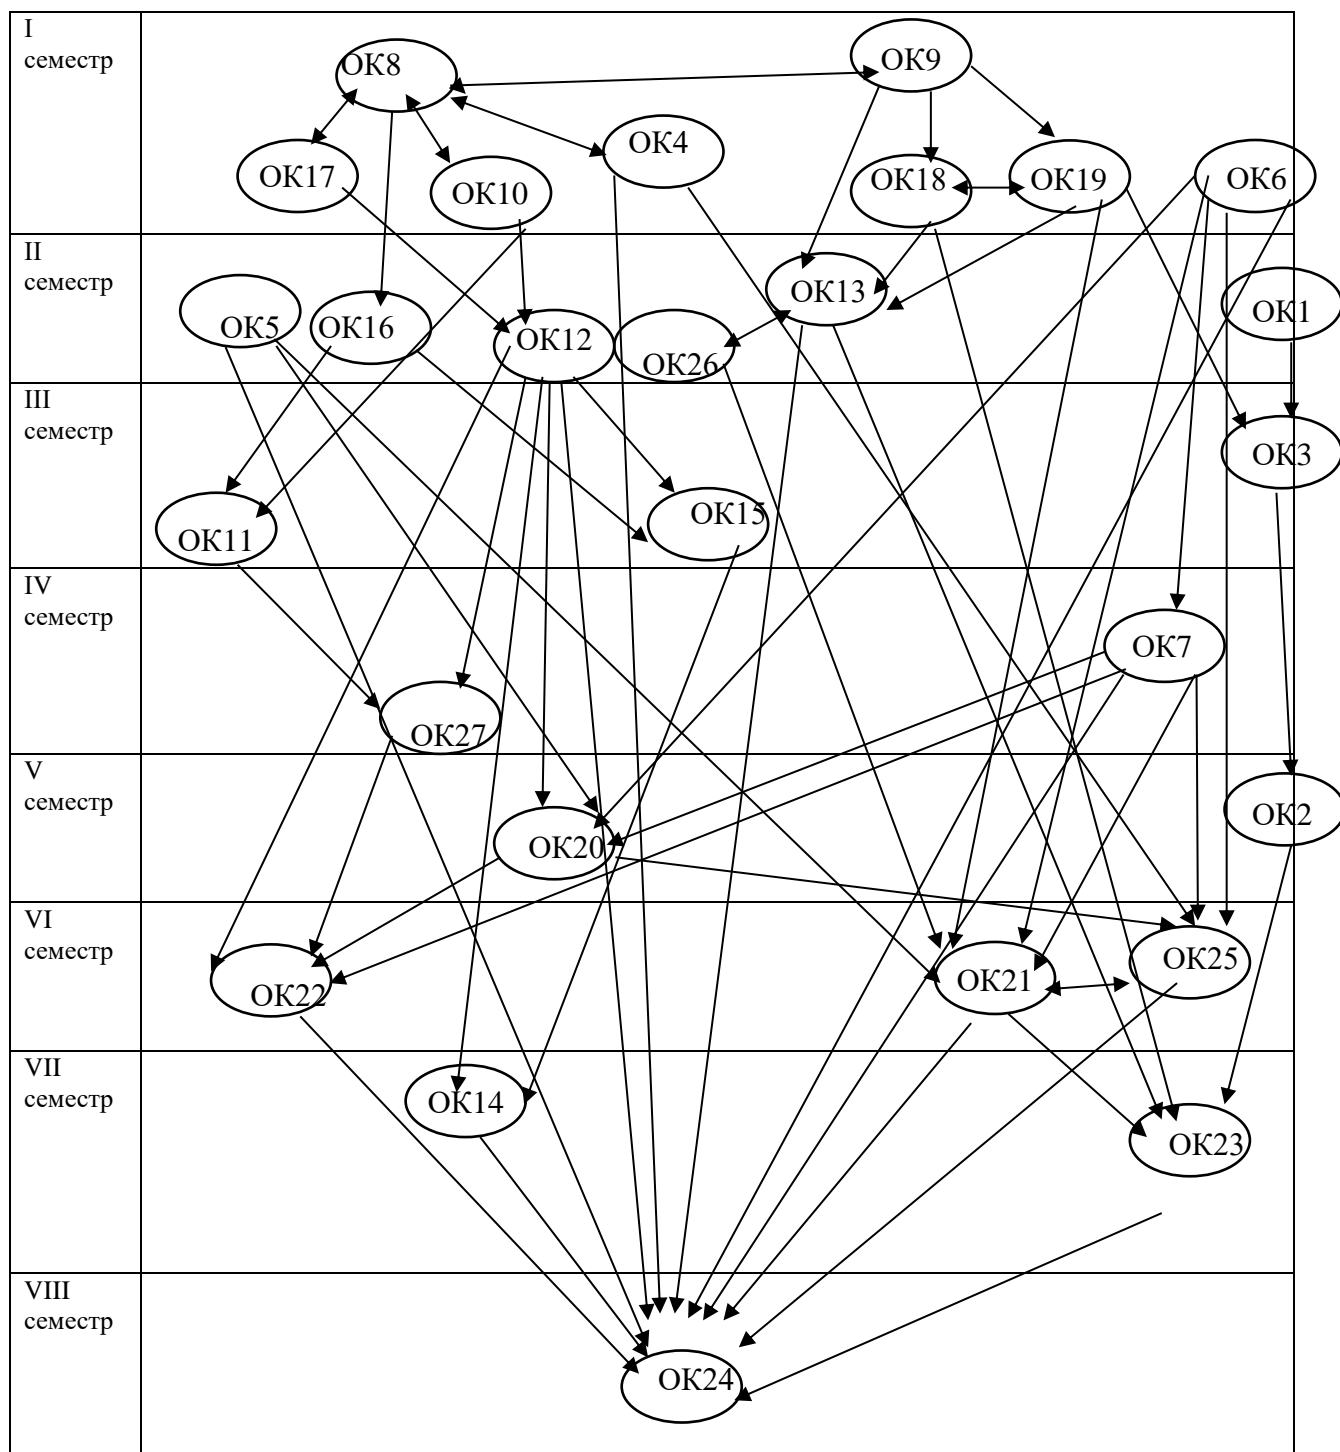 I
семестр
ОК8
ОК9
ОК4
ОК17
ОК10
ОК18
ОК19
ОК6
II
семестр
ОК5
ОК16
ОК12
ОК26
ОК13
ОК1
III
семестр
ОК11
ОК15
ОК3
IV
семестр
ОК7
ОК27
V
семестр
ОК20
ОК2
VI
семестр
ОК22
ОК21
ОК25
VII
семестр
ОК14
ОК23
VIII
семестр
ОК24